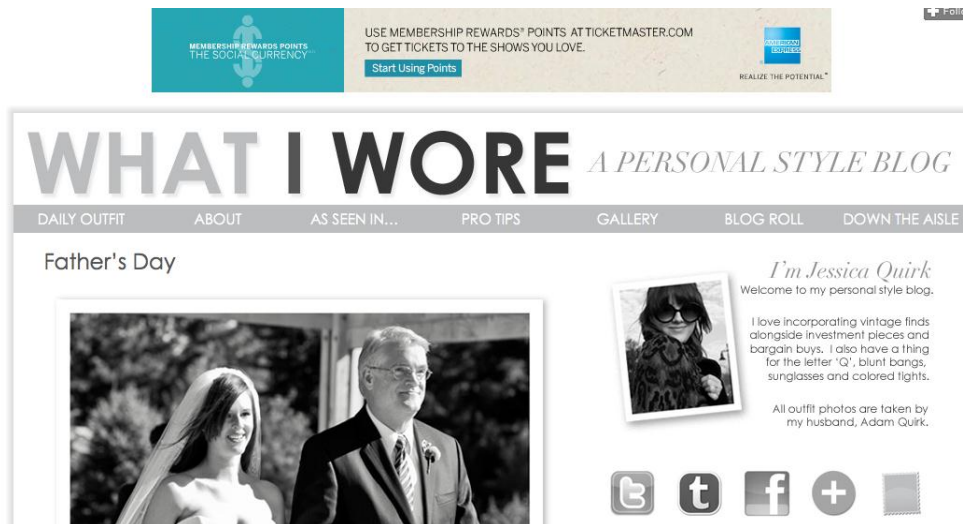 MEMBERSHIP REWARDS POINTS
THE SOCIAL CURRENCY
USE MEMBERSHIP REWARDS® POINTS AT TICKETMASTER.COM
TO GET TICKETS TO THE SHOWS YOU LOVE.
Start Using Points
AMERICAN
EXPRESS
REALIZE THE POTENTIAL™
WHAT I WORE
A PERSONAL STYLE BLOG
DAILY OUTFIT ABOUT AS SEEN IN... PRO TIPS GALLERY BLOG ROLL DOWN THE AISLE
Father's Day
I'm Jessica Quirk
Welcome to my personal style blog.
I love incorporating vintage finds
alongside investment pieces and
bargain buys. I also have a thing
for the letter 'Q', blunt bangs,
sunglasses and colored tights.
All outfit photos are taken by
my husband, Adam Quirk.
t
t
f
+